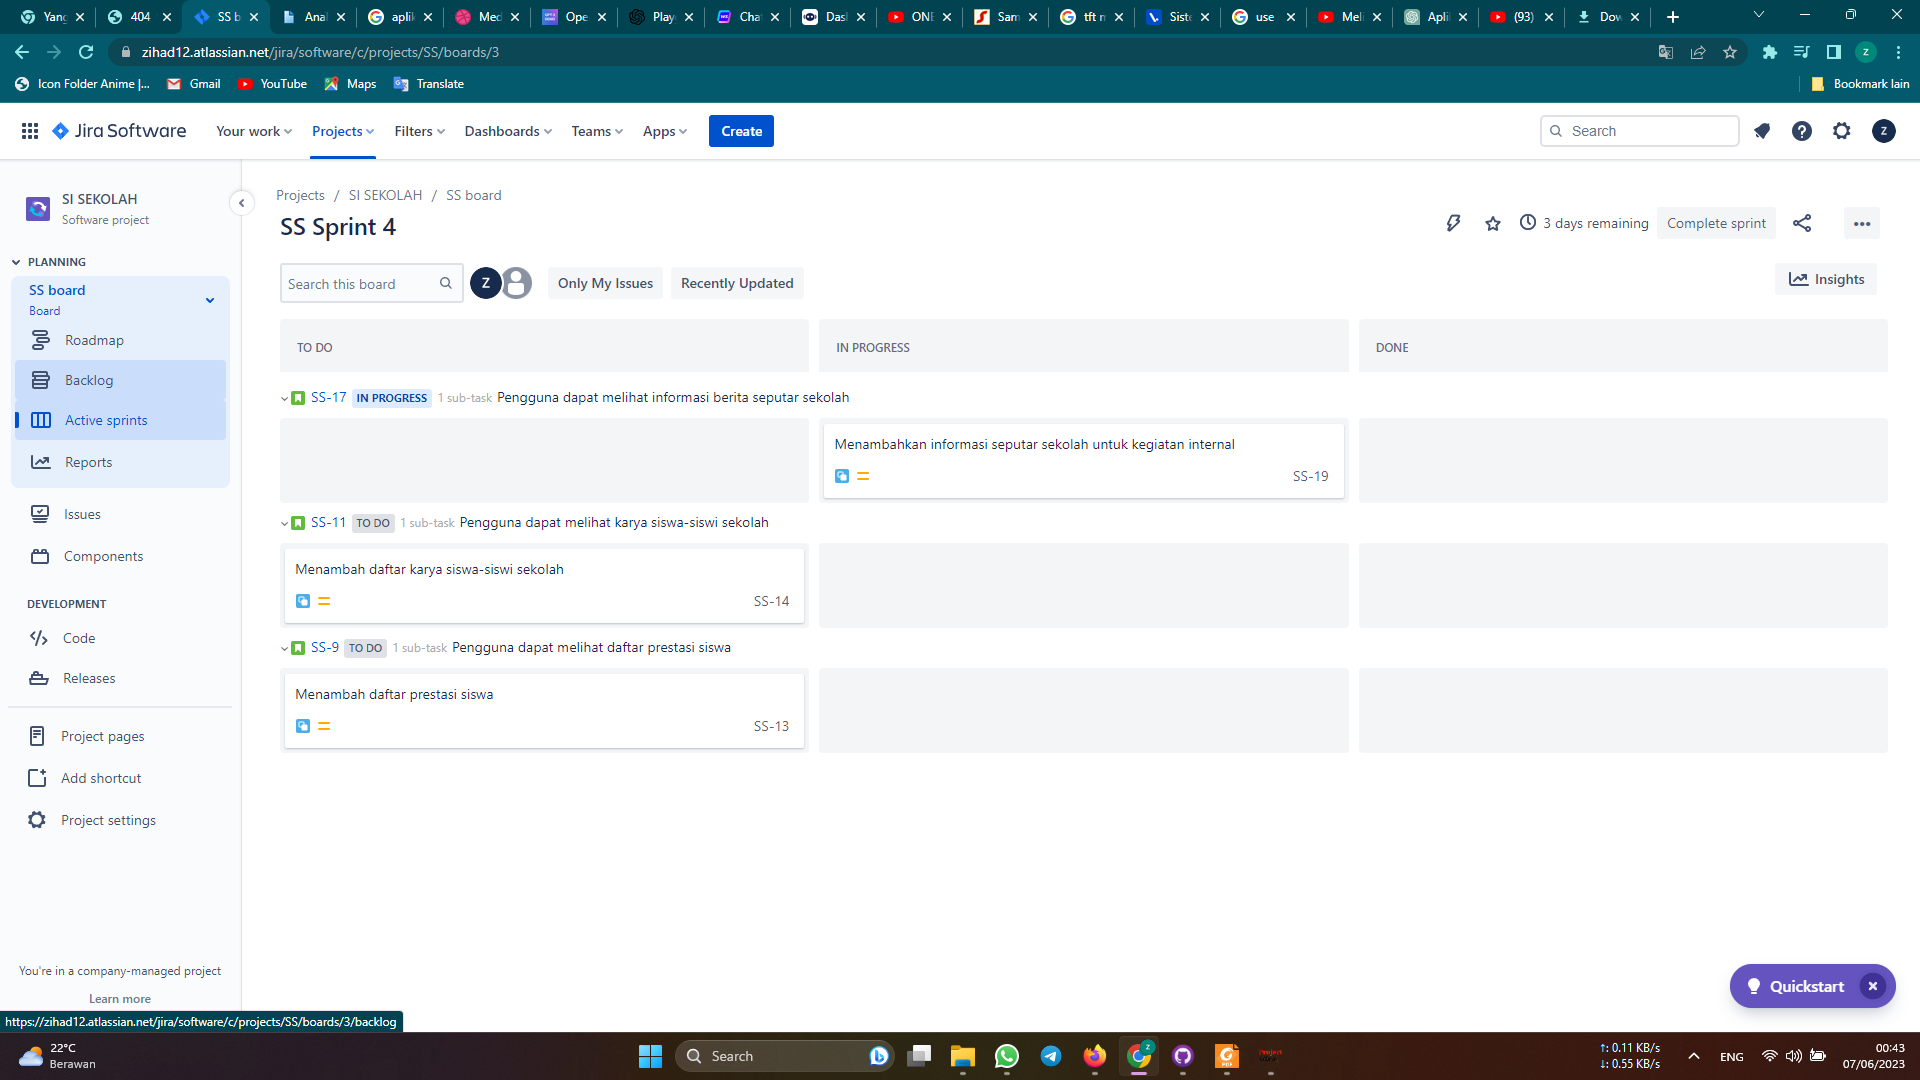 Yang
404
SS b
Anal
aplik
Med
Ope
Play
Cha
Dasl
ONE
Sam
tft n
Siste
use
Meli
Apli
(93)
Dow
zihad12.atlassian.net/jira/software/c/projects/SS/boards/3
Icon Folder Anime |...
Gmail
YouTube
Maps
Translate
Bookmark lain
Jira Software
Your work
Projects
Filters
Dashboards
Teams
Apps
Create
Search
Z
SI SEKOLAH
Software project
PLANNING
SS board
Board
Roadmap
Backlog
Active sprints
Reports
Issues
Components
DEVELOPMENT
Code
Releases
Project pages
Add shortcut
Project settings
You're in a company-managed project
Learn more
https://zihad12.atlassian.net/jira/software/c/projects/SS/boards/3/backlog
Projects / SI SEKOLAH / SS board
SS Sprint 4
3 days remaining
Complete sprint
Search this board
Z
Only My Issues
Recently Updated
Insights
TO DO
IN PROGRESS
DONE
SS-17 IN PROGRESS 1 sub-task Pengguna dapat melihat informasi berita seputar sekolah
Menambahkan informasi seputar sekolah untuk kegiatan internal
SS-19
SS-11 TO DO 1 sub-task Pengguna dapat melihat karya siswa-siswi sekolah
Menambah daftar karya siswa-siswi sekolah
SS-14
SS-9 TO DO 1 sub-task Pengguna dapat melihat daftar prestasi siswa
Menambah daftar prestasi siswa
SS-13
Quickstart
22°C
Berawan
Search
↑: 0.11 KB/s
↓: 0.55 KB/s
ENG
00:43
07/06/2023